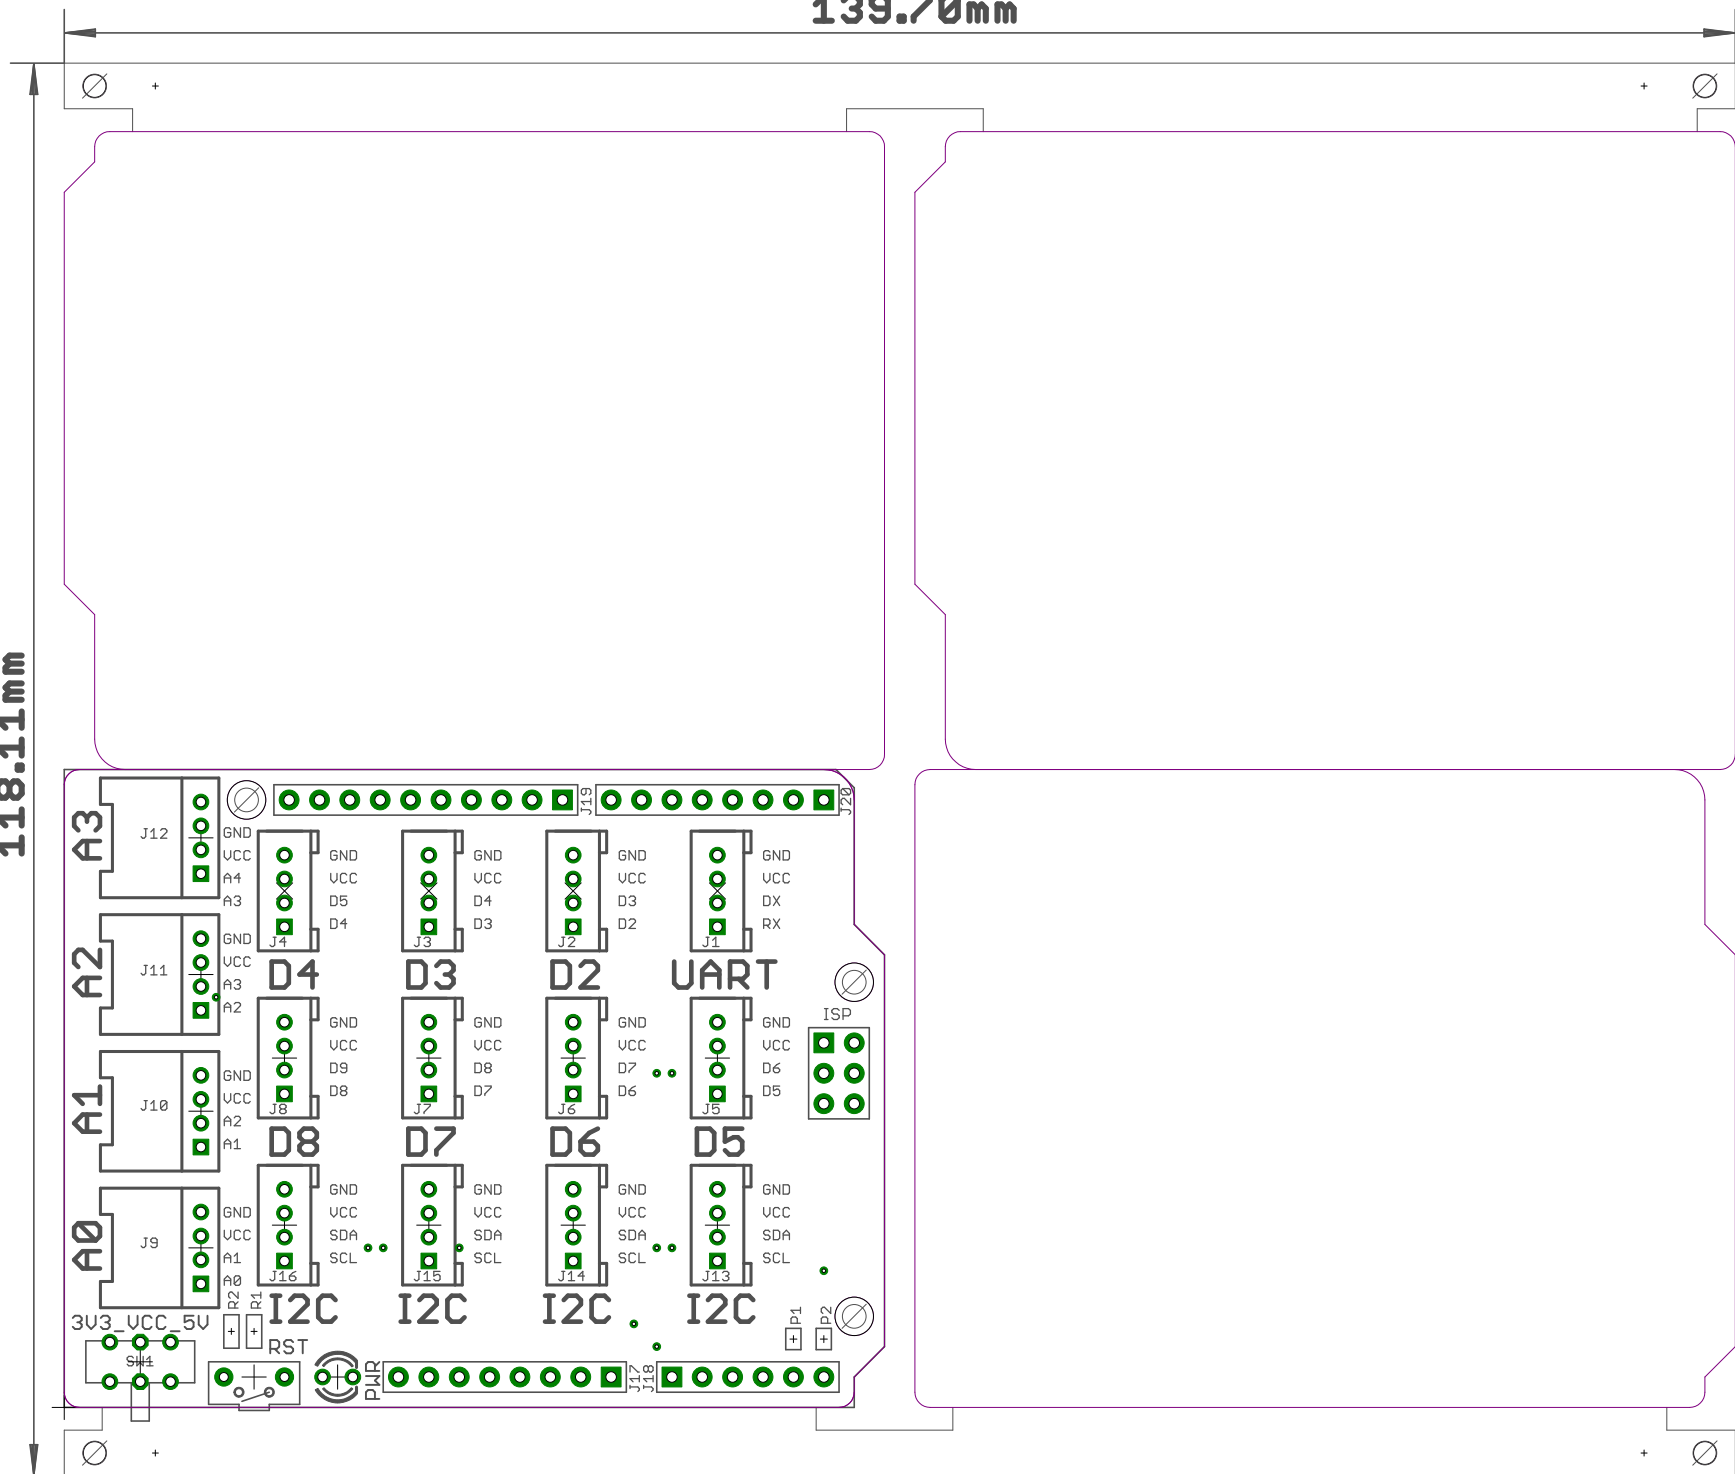 139.70mm
118.11mm
J19
J20
A3
J12
GND
VCC
A4
A3
J4
GND
VCC
D5
D4
J3
GND
VCC
D4
D3
J2
GND
VCC
D3
D2
J1
GND
VCC
DX
RX
D4
D3
D2
UART
A2
J11
GND
VCC
A3
A2
J8
GND
VCC
D9
D8
J7
GND
VCC
D8
D7
J6
GND
VCC
D7
D6
J5
GND
VCC
D6
D5
ISP
D8
D7
D6
D5
A1
J10
GND
VCC
A2
A1
A0
J9
GND
VCC
A1
A0
J16
GND
VCC
SDA
SCL
J15
GND
VCC
SDA
SCL
J14
GND
VCC
SDA
SCL
J13
GND
VCC
SDA
SCL
I2C
I2C
I2C
I2C
R2
R1
P1
P2
3V3_VCC_5V
SW1
RST
PWR
J17
J18